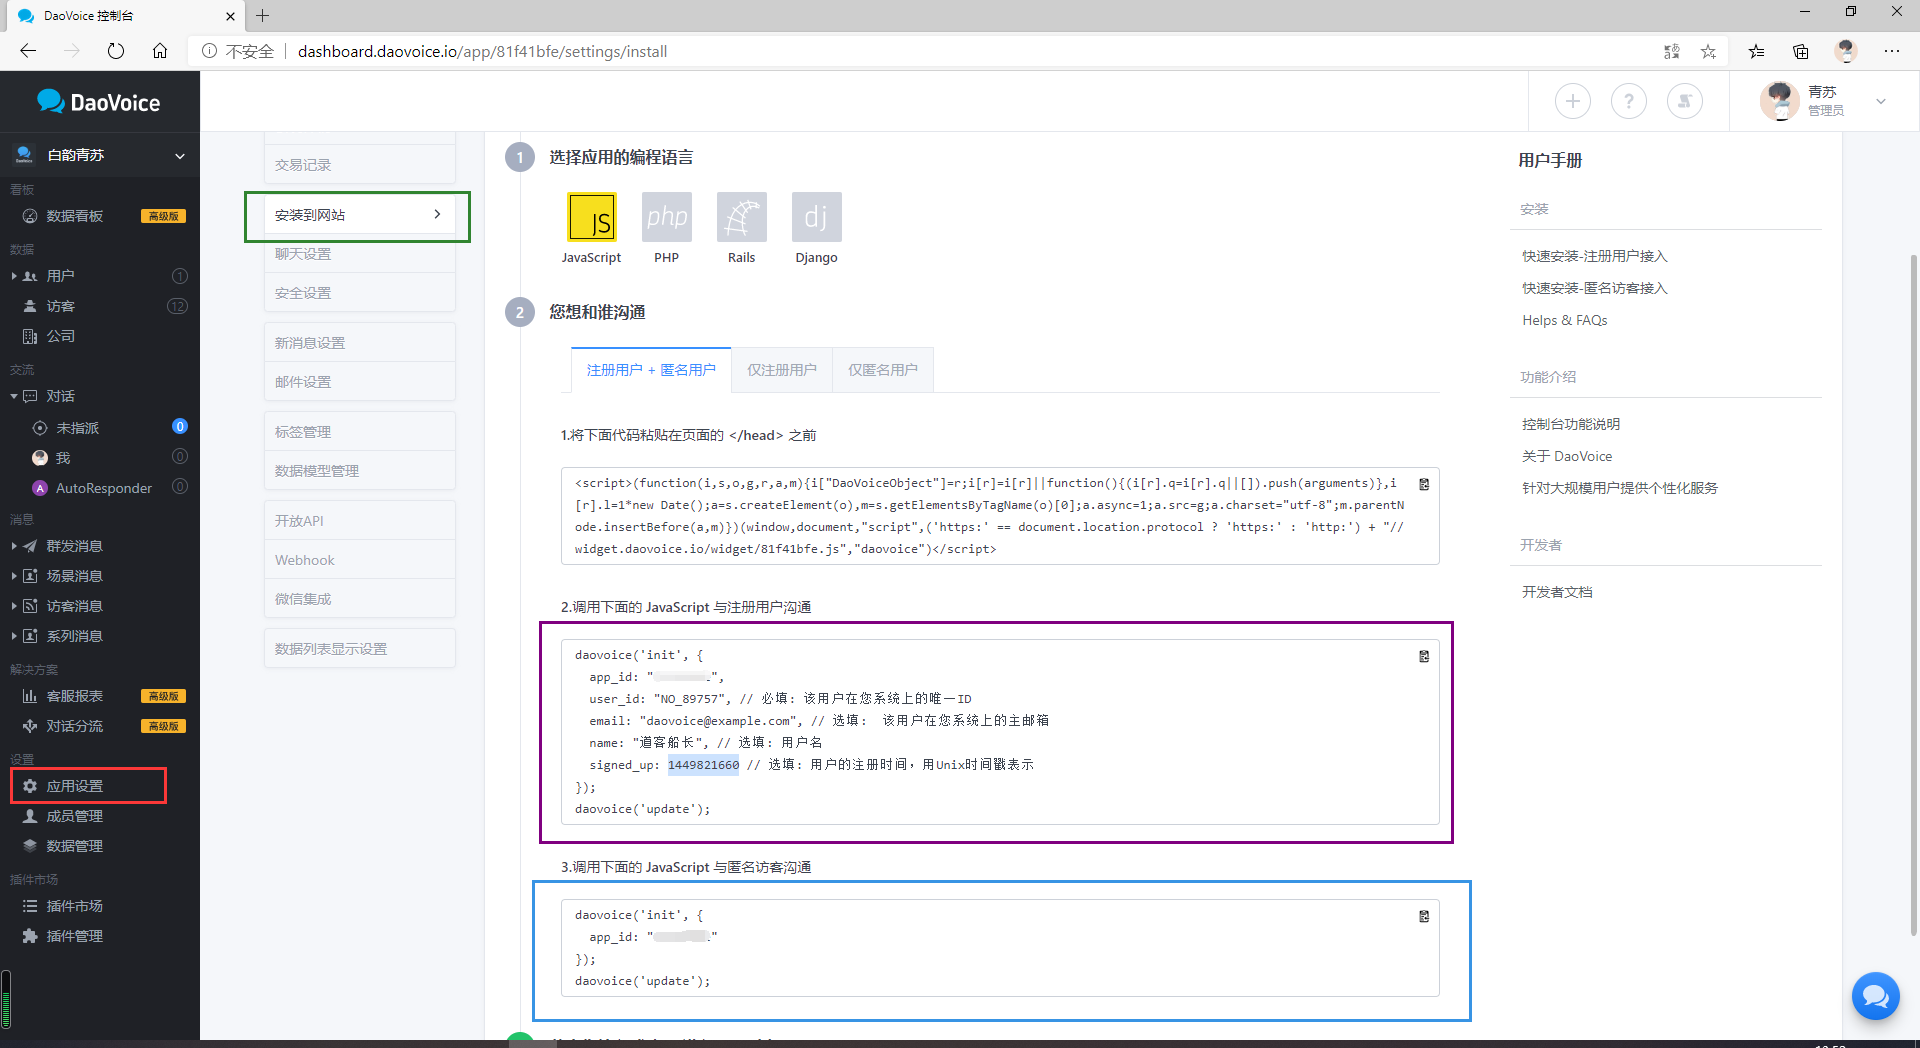 DaoVoice 控制台
不安全
dashboard.daovoice.io/app/81f41bfe/settings/install
DaoVoice
白韵青苏
看板
数据看板 高级版
数据
用户 1
访客 12
公司
交流
对话
未指派 0
我 0
A AutoResponder 0
消息
群发消息
场景消息
访客消息
系列消息
解决方案
客服报表 高级版
对话分流 高级版
设置
应用设置
成员管理
数据管理
插件市场
插件市场
插件管理
青苏
管理员
交易记录
安装到网站
聊天设置
安全设置
新消息设置
邮件设置
标签管理
数据模型管理
开放API
Webhook
微信集成
数据列表显示设置
1 选择应用的编程语言
JS php dj
JavaScript PHP Rails Django
2 您想和谁沟通
注册用户 + 匿名用户 仅注册用户 仅匿名用户
1.将下面代码粘贴在页面的 </head> 之前
<script>(function(i,s,o,g,r,a,m){i["DaoVoiceObject"]=r;i[r]=i[r]||function(){(i[r].q=i[r].q||[]).push(arguments)},i
[r].l=1*new Date();a=s.createElement(o),m=s.getElementsByTagName(o)[0];a.async=1;a.src=g;a.charset="utf-8";m.parentN
ode.insertBefore(a,m)})(window,document,"script",('https:' == document.location.protocol ? 'https:' : 'http:') + "//
widget.daovoice.io/widget/81f41bfe.js","daovoice")</script>
2.调用下面的 JavaScript 与注册用户沟通
daovoice('init', {
app_id: "",
user_id: "NO_89757", // 必填: 该用户在您系统上的唯一ID
email: "daovoice@example.com", // 选填: 该用户在您系统上的主邮箱
name: "道客船长", // 选填: 用户名
signed_up: 1449821660 // 选填: 用户的注册时间，用Unix时间戳表示
});
daovoice('update');
3.调用下面的 JavaScript 与匿名访客沟通
daovoice('init', {
app_id: ""
});
daovoice('update');
用户手册
安装
快速安装-注册用户接入
快速安装-匿名访客接入
Helps & FAQs
功能介绍
控制台功能说明
关于 DaoVoice
针对大规模用户提供个性化服务
开发者
开发者文档